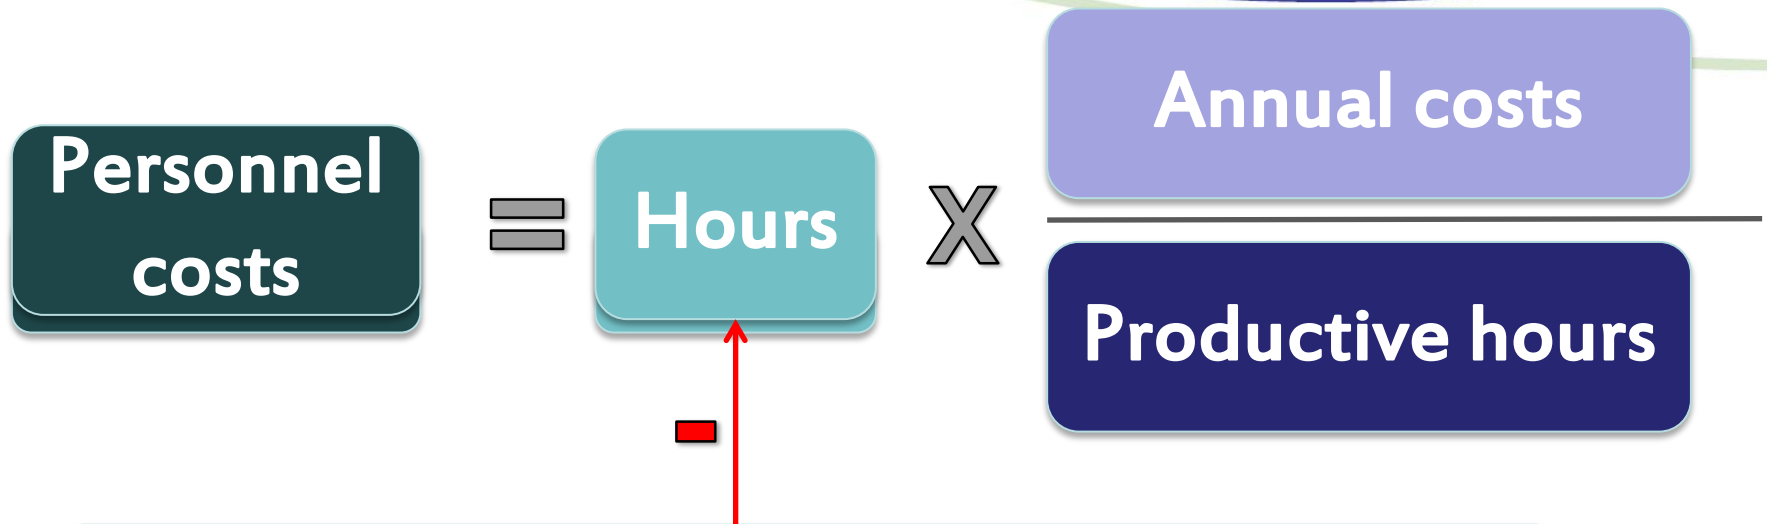 Personnel
costs
=
Hours
X
Annual costs
Productive hours
-